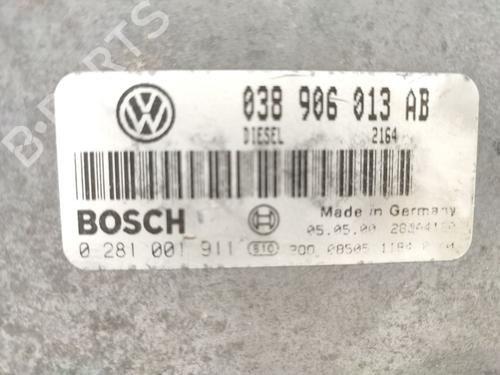 038 906 013 AB
DIESEL 2164
BOSCH
Made in Germany
05.05.00
0 281 001 911
B-PARTS